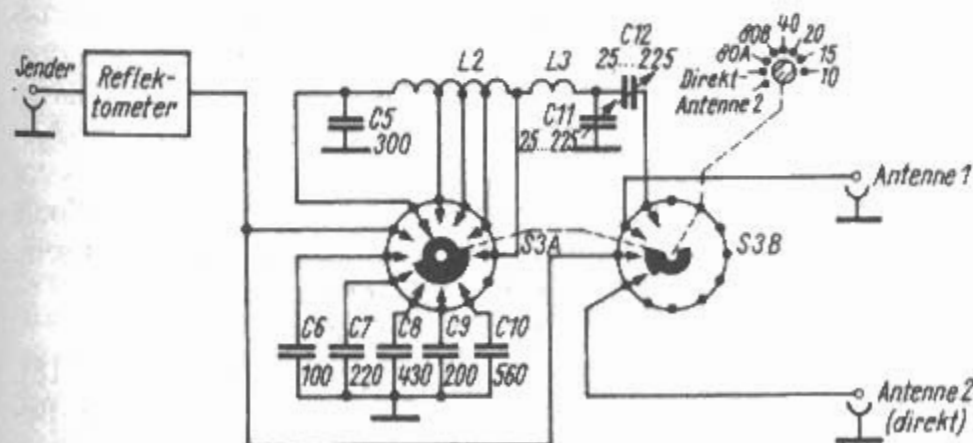 Sender
Reflek-
tometer
C5
300
L2
L3
C12
25...225
C11
25...225
80A
80B
40
20
15
10
Direkt-
Antenne 2
S3A
S3B
Antenne 1
C6
100
C7
220
C8
430
C9
200
C10
560
Antenne 2
(direkt)